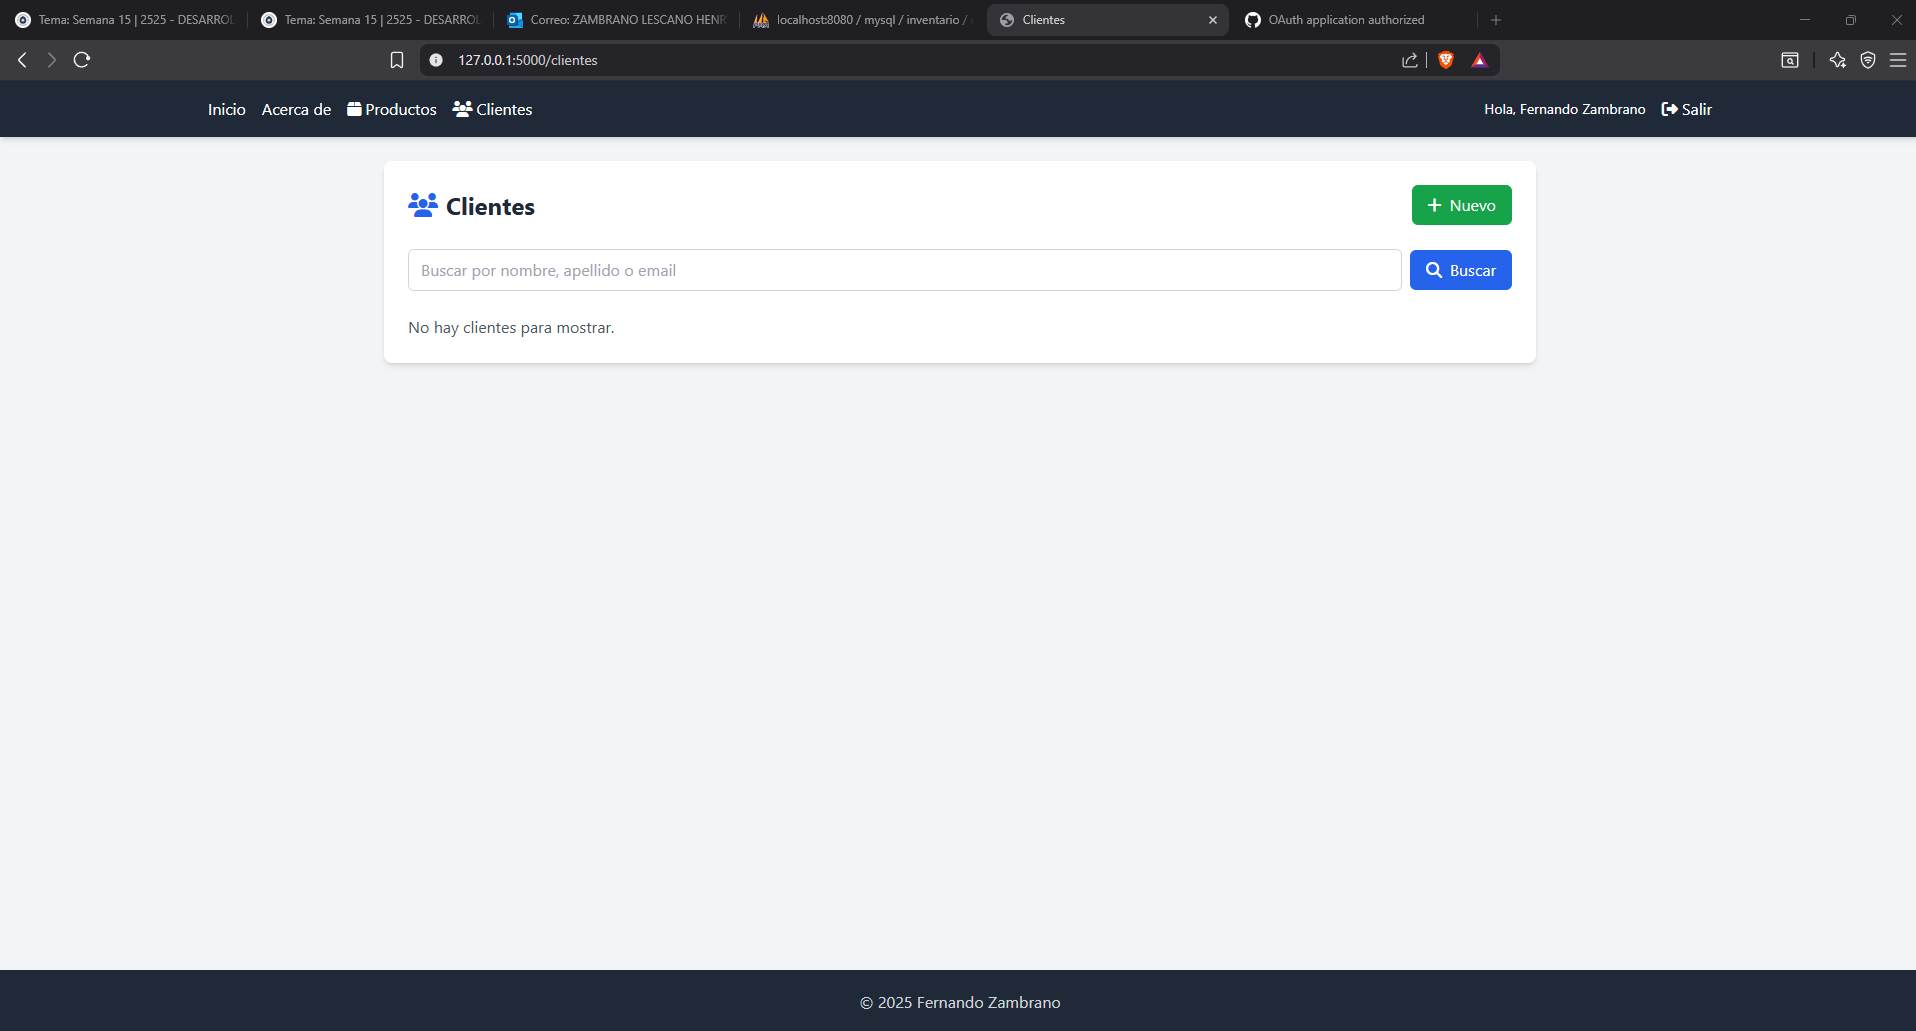 Tema: Semana 15 | 2525 - DESARROL
Tema: Semana 15 | 2525 - DESARROL
Correo: ZAMBRANO LESCANO HENR
localhost:8080 / mysql / inventario /
Clientes
OAuth application authorized
127.0.0.1:5000/clientes
Inicio Acerca de Productos Clientes
Hola, Fernando Zambrano Salir
Clientes
Nuevo
Buscar por nombre, apellido o email
Buscar
No hay clientes para mostrar.
© 2025 Fernando Zambrano